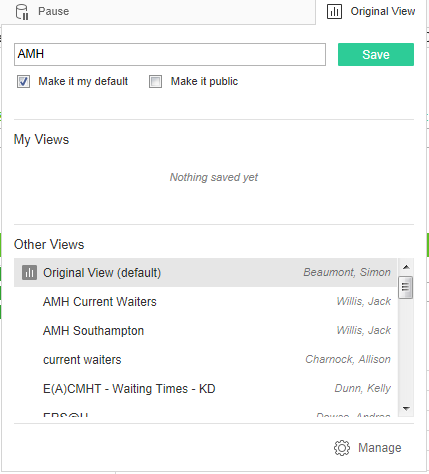 Pause Original View
AMH Save
Make it my default Make it public
My Views
Nothing saved yet
Other Views
Original View (default) Beaumont, Simon
AMH Current Waiters Willis, Jack
AMH Southampton Willis, Jack
current waiters Charnock, Allison
E(A)CMHT - Waiting Times - KD Dunn, Kelly
Manage